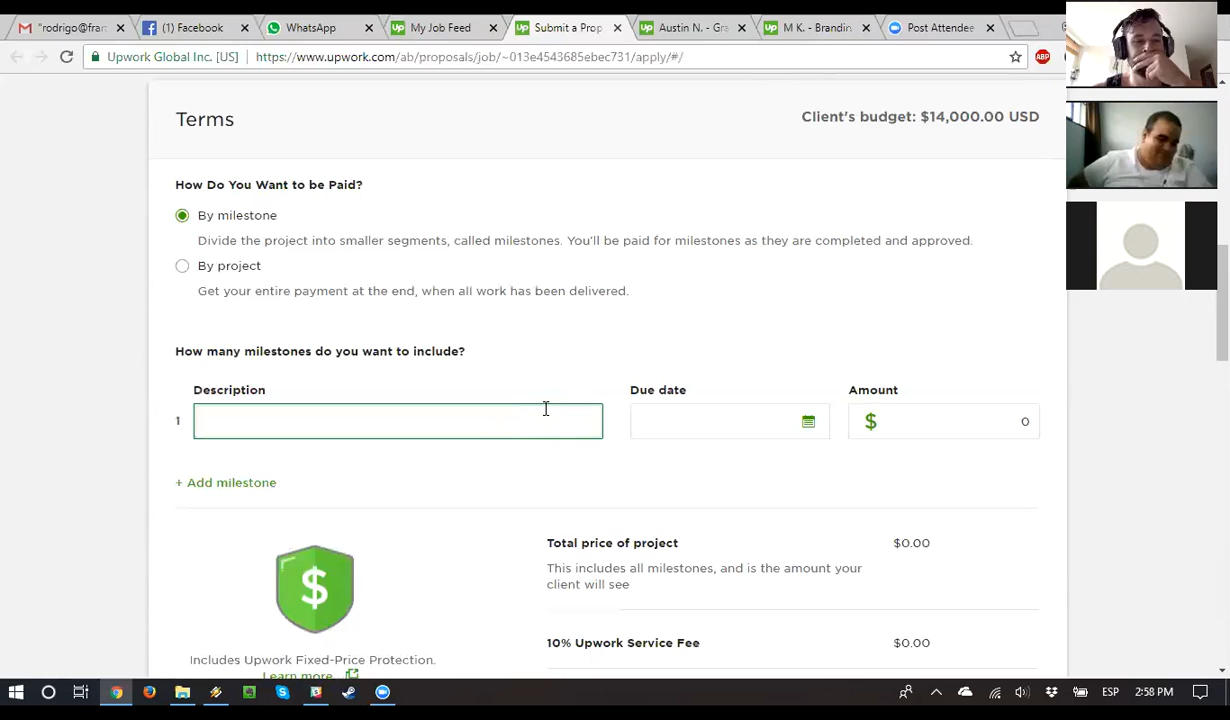 "rodrigo@frar
(1) Facebook
WhatsApp
My Job Feed
Submit a Prop
Austin N. - Gra
M K. - Brandin
Post Attendee
Upwork Global Inc. [US]
https://www.upwork.com/ab/proposals/job/~013e4543685ebec731/apply/#/
ABP
Terms
Client's budget: $14,000.00 USD
How Do You Want to be Paid?
By milestone
Divide the project into smaller segments, called milestones. You'll be paid for milestones as they are completed and approved.
By project
Get your entire payment at the end, when all work has been delivered.
How many milestones do you want to include?
Description
Due date
Amount
1
$
0
+ Add milestone
Total price of project
$0.00
This includes all milestones, and is the amount your
client will see
$
10% Upwork Service Fee
$0.00
Includes Upwork Fixed-Price Protection.
Learn more
ESP
2:58 PM